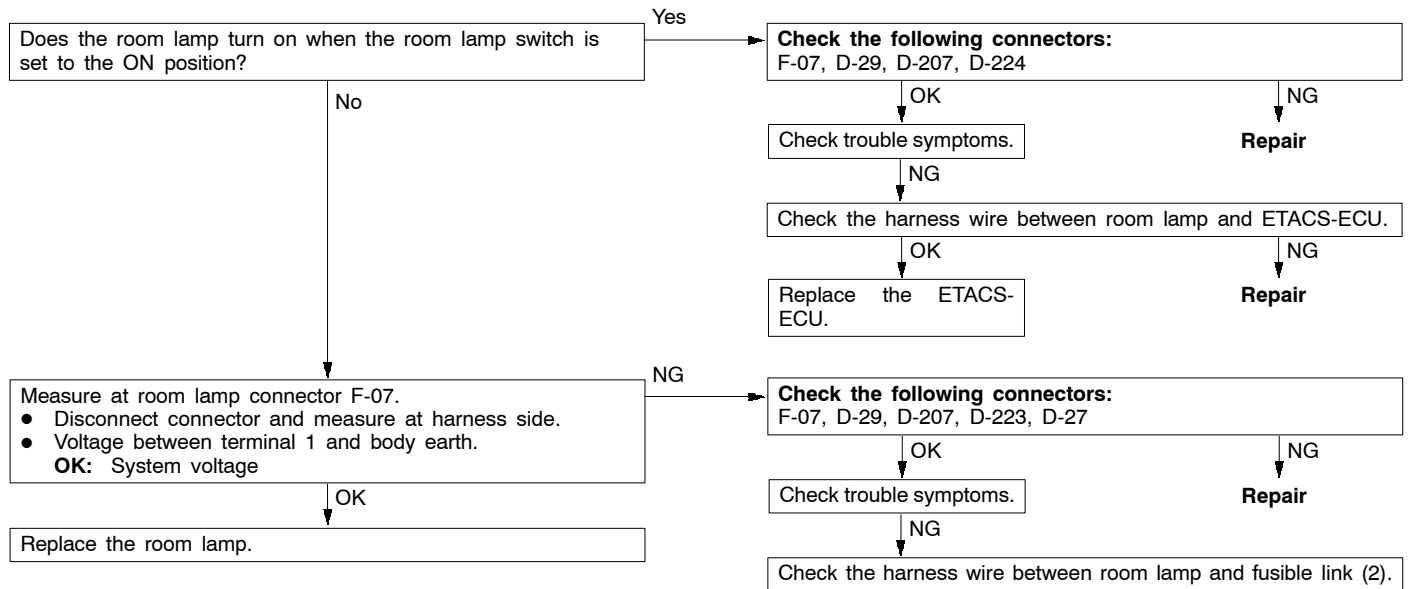 Does the room lamp turn on when the room lamp switch is
set to the ON position?
Yes
Check the following connectors:
F-07, D-29, D-207, D-224
No
OK
NG
Check trouble symptoms.
Repair
NG
Check the harness wire between room lamp and ETACS-ECU.
OK
NG
Replace the ETACS-
ECU.
Repair
Measure at room lamp connector F-07.
● Disconnect connector and measure at harness side.
● Voltage between terminal 1 and body earth.
OK: System voltage
NG
Check the following connectors:
F-07, D-29, D-207, D-223, D-27
OK
NG
OK
Check trouble symptoms.
Repair
NG
Replace the room lamp.
Check the harness wire between room lamp and fusible link (2).